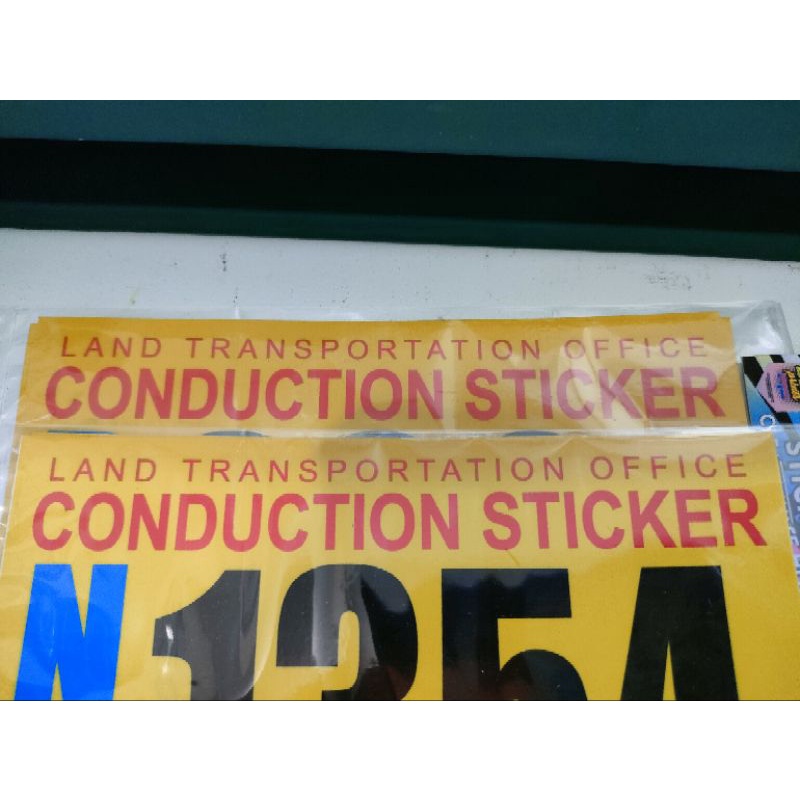 LAND TRANSPORTATION OFFICE
CONDUCTION STICKER
LAND TRANSPORTATION OFFICE
CONDUCTION STICKER